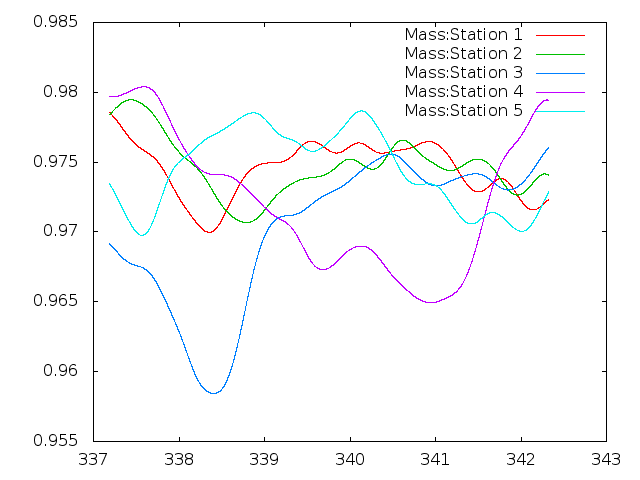 0.985
0.98
0.975
0.97
0.965
0.96
0.955
337 338 339 340 341 342 343
Mass:Station 1
Mass:Station 2
Mass:Station 3
Mass:Station 4
Mass:Station 5